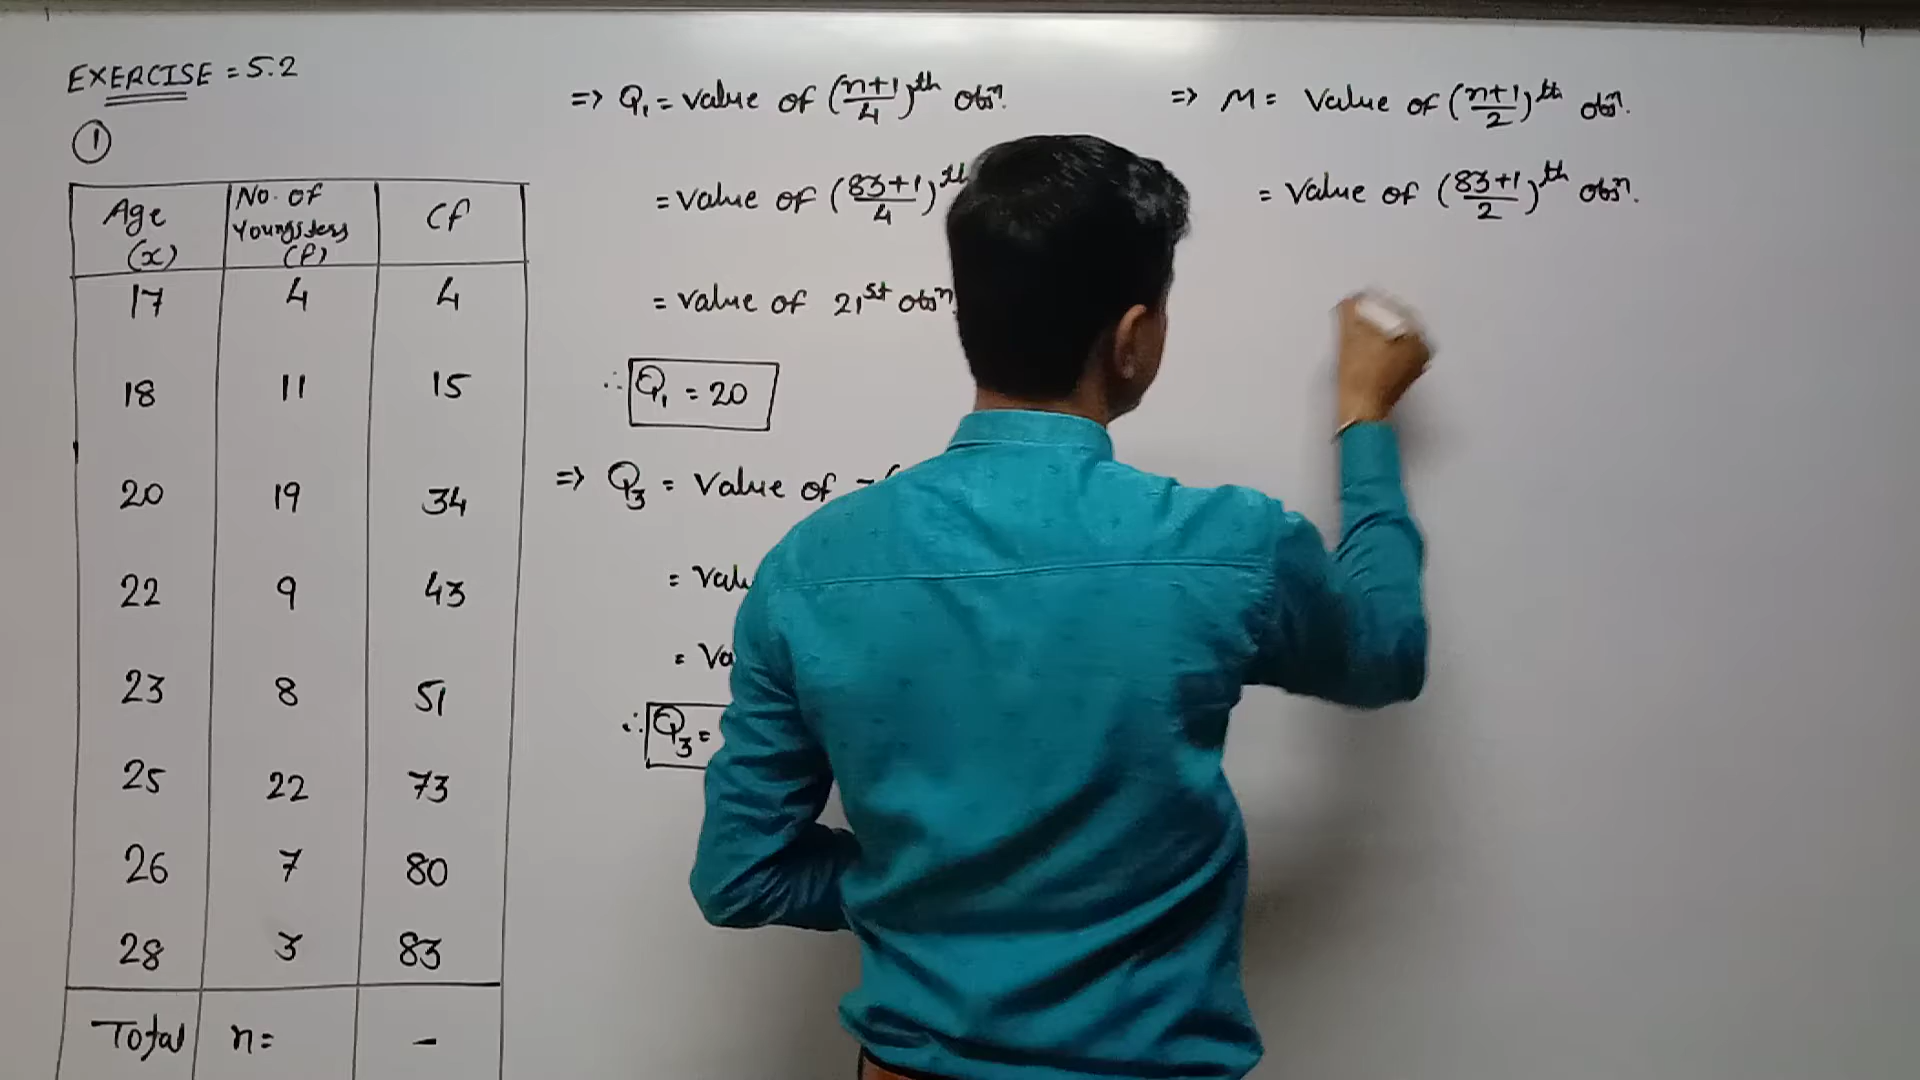 EXERCISE = 5.2
①
Age (x) | No. of Youngsters (f) | Cf
17 | 4 | 4
18 | 11 | 15
20 | 19 | 34
22 | 9 | 43
23 | 8 | 51
25 | 22 | 73
26 | 7 | 80
28 | 3 | 83
Total | n= | -
=> Q₁ = value of ((n+1)/4)th obsⁿ.
= value of ((83+1)/4)th
= value of 21st obsⁿ.
∴ Q₁ = 20
=> Q₃ = Value of
=
=
∴ Q₃ =
=> M = Value of ((n+1)/2)th obsⁿ.
= Value of ((83+1)/2)th obsⁿ.